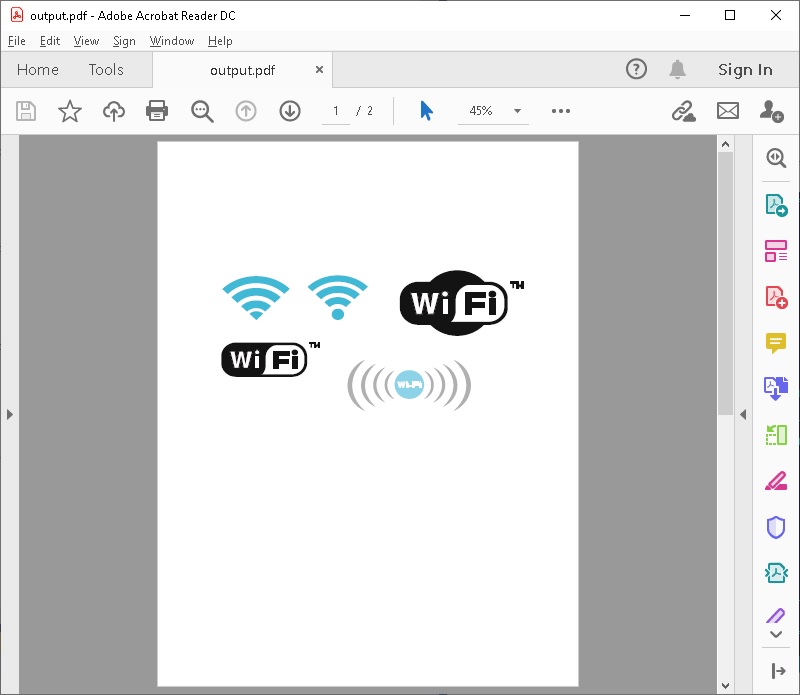 output.pdf - Adobe Acrobat Reader DC
File Edit View Sign Window Help
Home Tools output.pdf × ? Sign In
1 / 2 45%
Wi Fi TM
Wi Fi TM
Wi-Fi